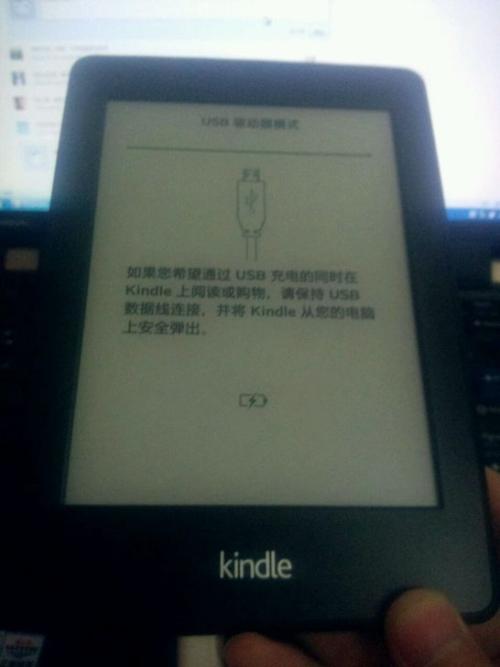 USB 驱动器模式
如果您希望通过 USB 充电的同时在
Kindle 上阅读或购物，请保持 USB
数据线连接，并将 Kindle 从您的电脑
上安全弹出。
kindle